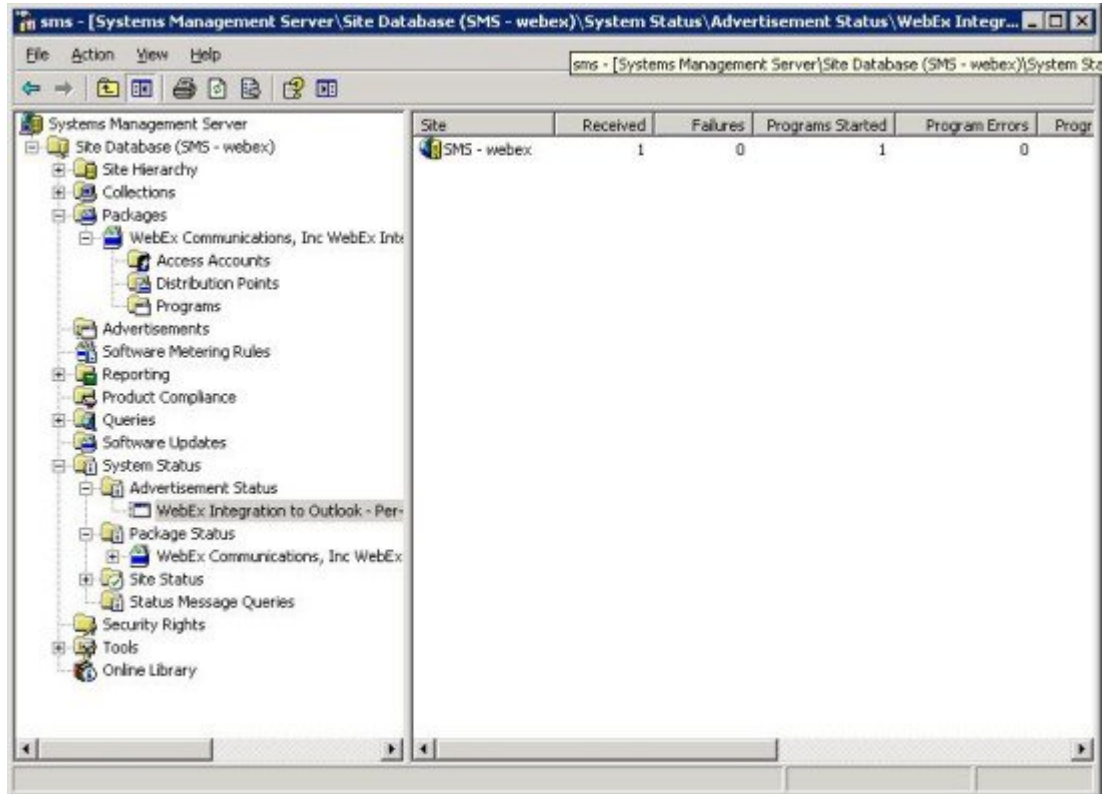 sms - [Systems Management Server\Site Database (SMS - webex)\System Status\Advertisement Status\WebEx Integr...
File Action View Help
sms - [Systems Management Server\Site Database (SMS - webex)\System Sta
Systems Management Server
Site Database (SMS - webex)
Site Hierarchy
Collections
Packages
WebEx Communications, Inc WebEx Inte
Access Accounts
Distribution Points
Programs
Advertisements
Software Metering Rules
Reporting
Product Compliance
Queries
Software Updates
System Status
Advertisement Status
WebEx Integration to Outlook - Per-
Package Status
WebEx Communications, Inc WebEx
Site Status
Status Message Queries
Security Rights
Tools
Online Library
Site Received Failures Programs Started Program Errors Progr
SMS - webex 1 0 1 0